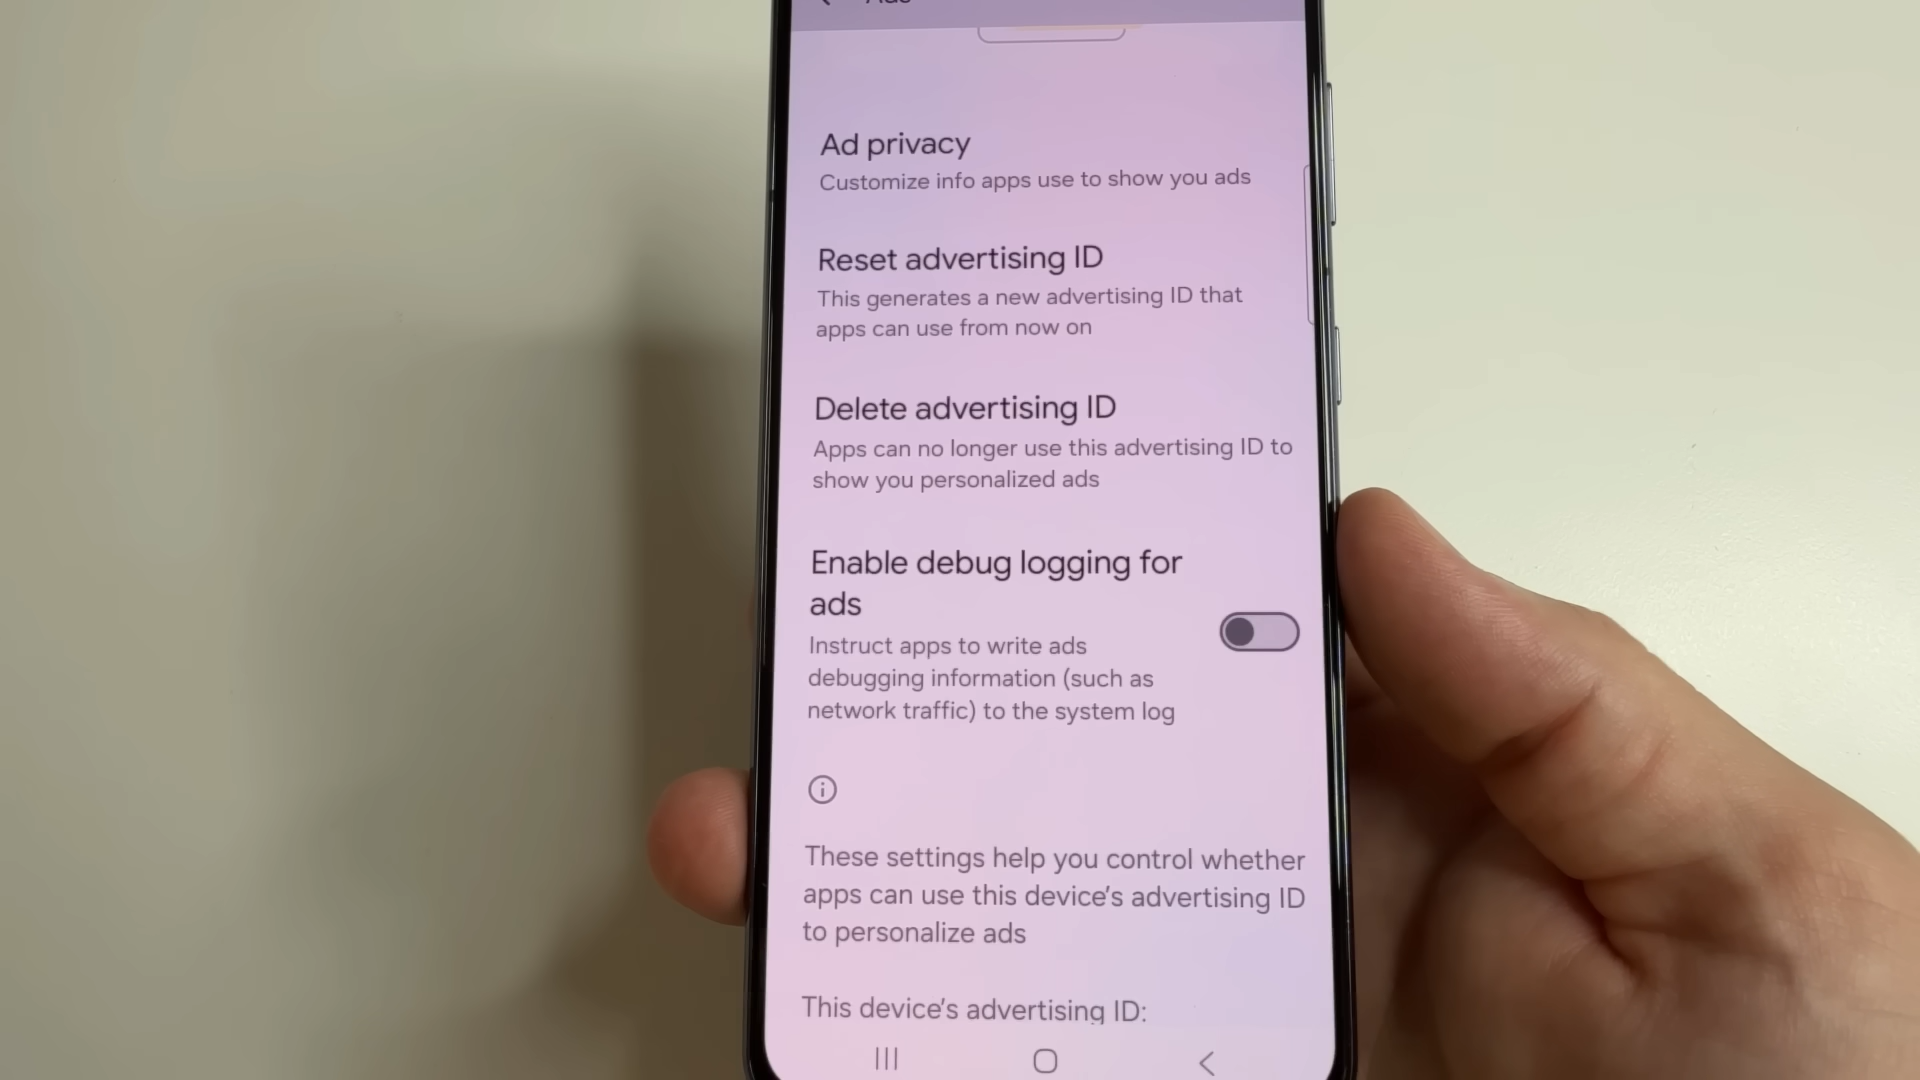 Ad privacy
Customize info apps use to show you ads
Reset advertising ID
This generates a new advertising ID that
apps can use from now on
Delete advertising ID
Apps can no longer use this advertising ID to
show you personalized ads
Enable debug logging for
ads
Instruct apps to write ads
debugging information (such as
network traffic) to the system log
These settings help you control whether
apps can use this device's advertising ID
to personalize ads
This device's advertising ID: